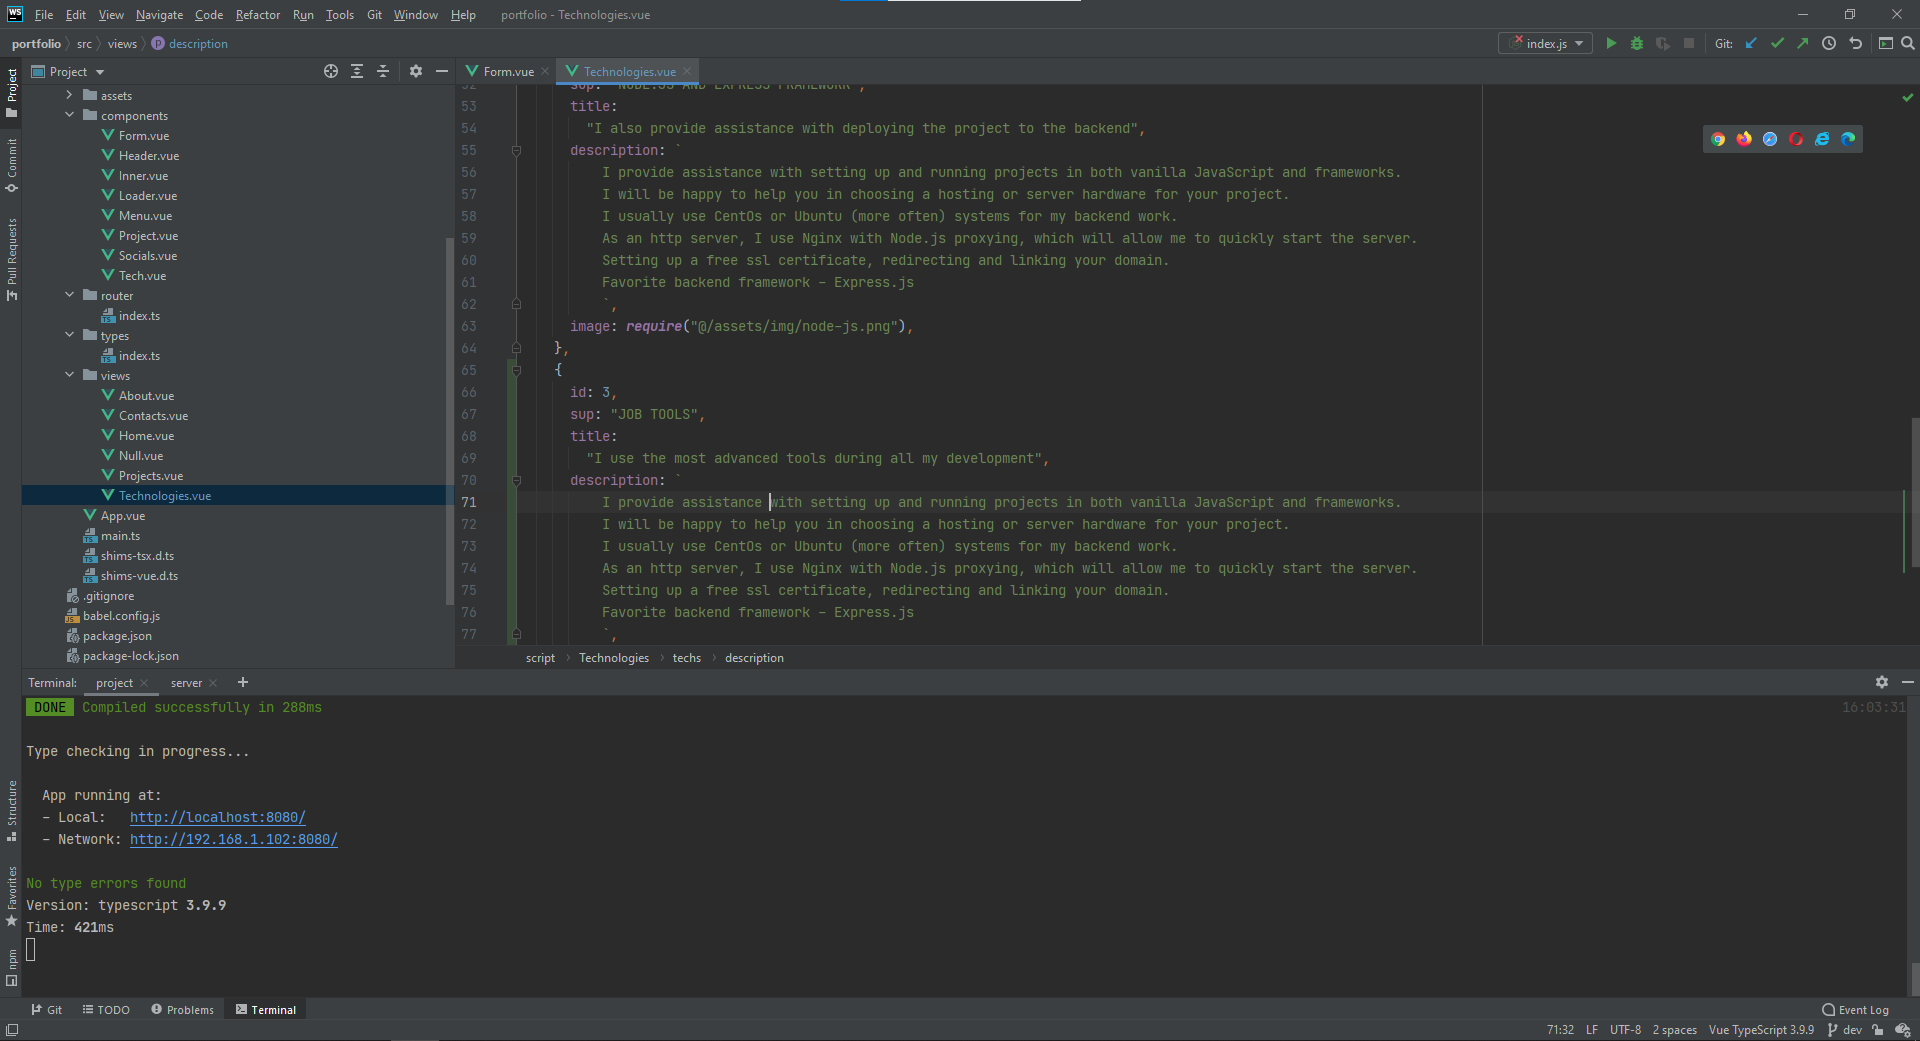 WS File Edit View Navigate Code Refactor Run Tools Git Window Help portfolio - Technologies.vue
portfolio src views description
index.js Git:
Project
Form.vue Technologies.vue
Project
Commit
Pull Requests
Structure
Favorites
npm
assets
components
Form.vue
Header.vue
Inner.vue
Loader.vue
Menu.vue
Project.vue
Socials.vue
Tech.vue
router
index.ts
types
index.ts
views
About.vue
Contacts.vue
Home.vue
Null.vue
Projects.vue
Technologies.vue
App.vue
main.ts
shims-tsx.d.ts
shims-vue.d.ts
.gitignore
babel.config.js
package.json
package-lock.json
52 sup: "NODE.JS AND EXPRESS FRAMEWORK",
53 title:
54 "I also provide assistance with deploying the project to the backend",
55 description: `
56 I provide assistance with setting up and running projects in both vanilla JavaScript and frameworks.
57 I will be happy to help you in choosing a hosting or server hardware for your project.
58 I usually use CentOs or Ubuntu (more often) systems for my backend work.
59 As an http server, I use Nginx with Node.js proxying, which will allow me to quickly start the server.
60 Setting up a free ssl certificate, redirecting and linking your domain.
61 Favorite backend framework - Express.js
62 `,
63 image: require("@/assets/img/node-js.png"),
64 },
65 {
66 id: 3,
67 sup: "JOB TOOLS",
68 title:
69 "I use the most advanced tools during all my development",
70 description: `
71 I provide assistance with setting up and running projects in both vanilla JavaScript and frameworks.
72 I will be happy to help you in choosing a hosting or server hardware for your project.
73 I usually use CentOs or Ubuntu (more often) systems for my backend work.
74 As an http server, I use Nginx with Node.js proxying, which will allow me to quickly start the server.
75 Setting up a free ssl certificate, redirecting and linking your domain.
76 Favorite backend framework - Express.js
77 `,
script Technologies techs description
Terminal: project server
DONE Compiled successfully in 288ms 16:03:31
Type checking in progress...
App running at:
- Local: http://localhost:8080/
- Network: http://192.168.1.102:8080/
No type errors found
Version: typescript 3.9.9
Time: 421ms
Git TODO Problems Terminal Event Log
71:32 LF UTF-8 2 spaces Vue TypeScript 3.9.9 dev